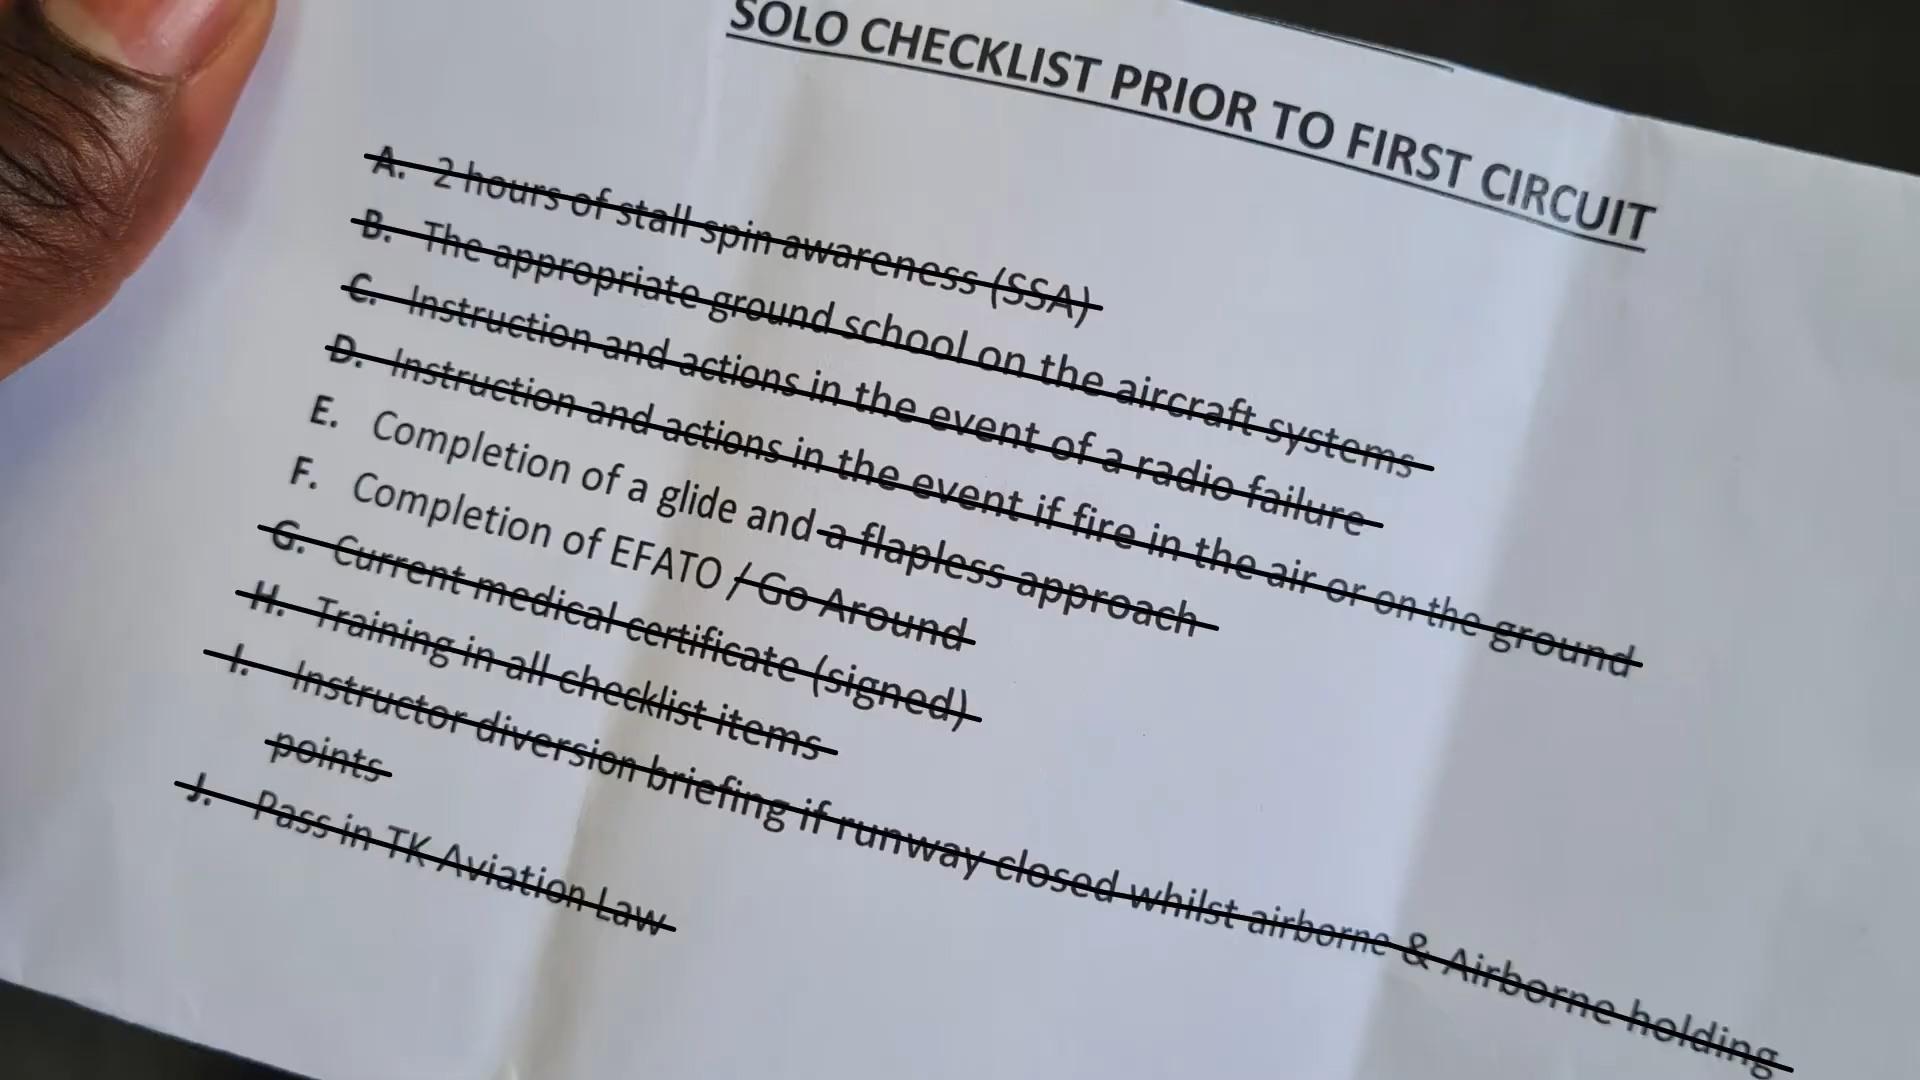 SOLO CHECKLIST PRIOR TO FIRST CIRCUIT
A. 2 hours of stall spin awareness (SSA)
B. The appropriate ground school on the aircraft systems
C. Instruction and actions in the event of a radio failure
D. Instruction and actions in the event if fire in the air or on the ground
E. Completion of a glide and a flapless approach
F. Completion of EFATO / Go Around
G. Current medical certificate (signed)
H. Training in all checklist items
I. Instructor diversion briefing if runway closed whilst airborne & Airborne holding
points
J. Pass in TK Aviation Law